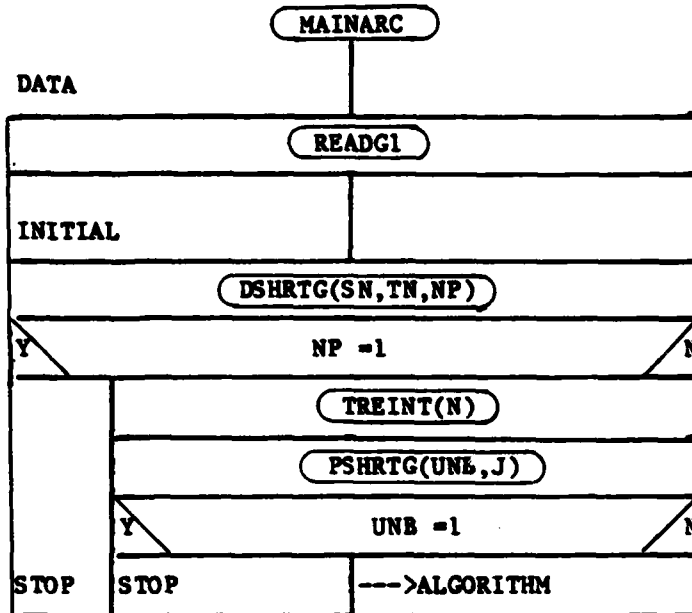 MAINARC
DATA
READG1
INITIAL
DSHRTG(SN,TN,NP)
Y NP =1 N
TREINT(N)
PSHRTG(UNB,J)
Y UNB =1 N
STOP STOP --->ALGORITHM